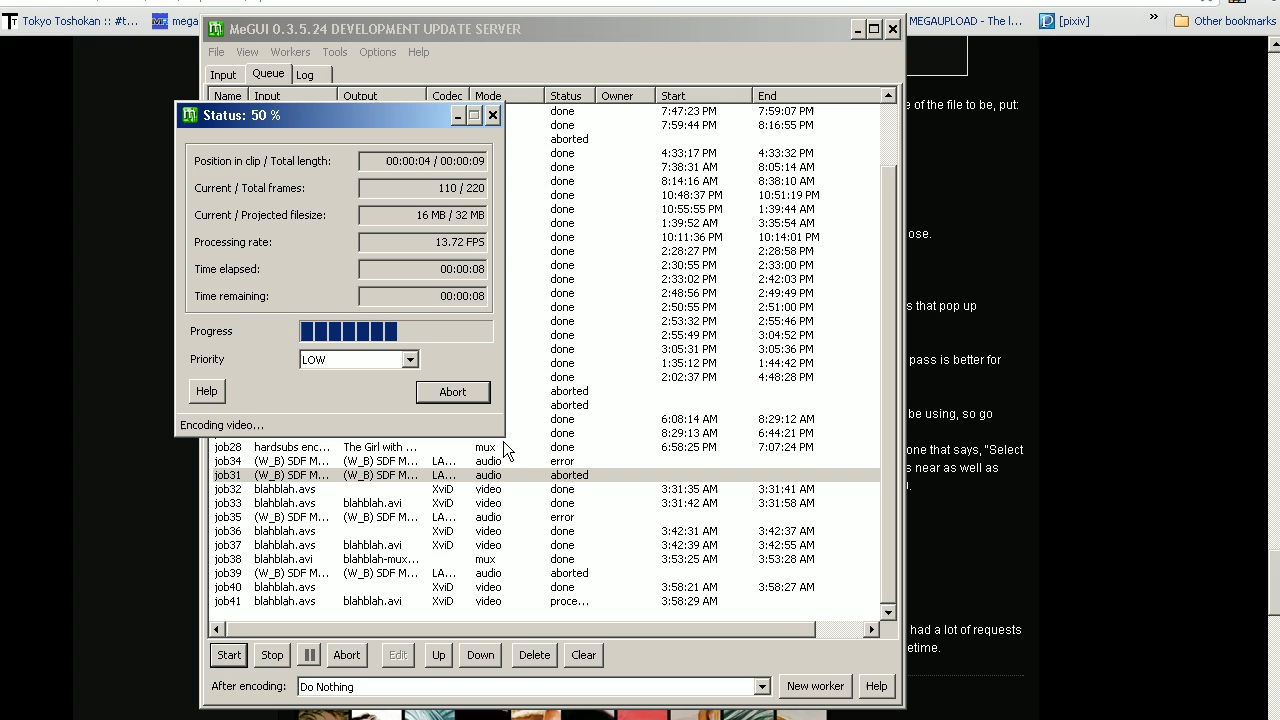 Tokyo Toshokan :: #t...
mega
MEGAUPLOAD - The l...
[pixiv]
»
Other bookmarks
MeGUI 0.3.5.24 DEVELOPMENT UPDATE SERVER
File View Workers Tools Options Help
Input Queue Log
Name Input Output Codec Mode Status Owner Start End
done 7:47:23 PM 7:59:07 PM
done 7:59:44 PM 8:16:55 PM
aborted
done 4:33:17 PM 4:33:32 PM
done 7:38:31 AM 8:05:14 AM
done 8:14:16 AM 8:38:10 AM
done 10:48:37 PM 10:51:19 PM
done 10:55:55 PM 1:39:44 AM
done 1:39:52 AM 3:35:54 AM
done 10:11:36 PM 10:14:01 PM
done 2:28:27 PM 2:28:58 PM
done 2:30:55 PM 2:33:00 PM
done 2:33:02 PM 2:42:03 PM
done 2:48:56 PM 2:49:49 PM
done 2:50:55 PM 2:51:00 PM
done 2:53:32 PM 2:55:46 PM
done 2:55:49 PM 3:04:52 PM
done 3:05:31 PM 3:05:36 PM
done 1:35:12 PM 1:44:42 PM
done 2:02:37 PM 4:48:28 PM
aborted
aborted
done 6:08:14 AM 8:29:12 AM
done 8:29:13 AM 6:44:21 PM
job28 hardsubs enc... The Girl with ... mux done 6:58:25 PM 7:07:24 PM
job34 (W_B) SDF M... (W_B) SDF M... LA... audio error
job31 (W_B) SDF M... (W_B) SDF M... LA... audio aborted
job32 blahblah.avs XviD video done 3:31:35 AM 3:31:41 AM
job33 blahblah.avs blahblah.avi XviD video done 3:31:42 AM 3:31:58 AM
job35 (W_B) SDF M... (W_B) SDF M... LA... audio error
job36 blahblah.avs XviD video done 3:42:31 AM 3:42:37 AM
job37 blahblah.avs blahblah.avi XviD video done 3:42:39 AM 3:42:55 AM
job38 blahblah.avi blahblah-mux... mux done 3:53:25 AM 3:53:28 AM
job39 (W_B) SDF M... (W_B) SDF M... LA... audio aborted
job40 blahblah.avs XviD video done 3:58:21 AM 3:58:27 AM
job41 blahblah.avs blahblah.avi XviD video proce... 3:58:29 AM
Start Stop Abort Edit Up Down Delete Clear
After encoding: Do Nothing New worker Help
Status: 50 %
Position in clip / Total length: 00:00:04 / 00:00:09
Current / Total frames: 110 / 220
Current / Projected filesize: 16 MB / 32 MB
Processing rate: 13.72 FPS
Time elapsed: 00:00:08
Time remaining: 00:00:08
Progress
Priority LOW
Help Abort
Encoding video...
e of the file to be, put:
ose.
s that pop up
pass is better for
be using, so go
one that says, "Select
s near as well as
had a lot of requests
etime.